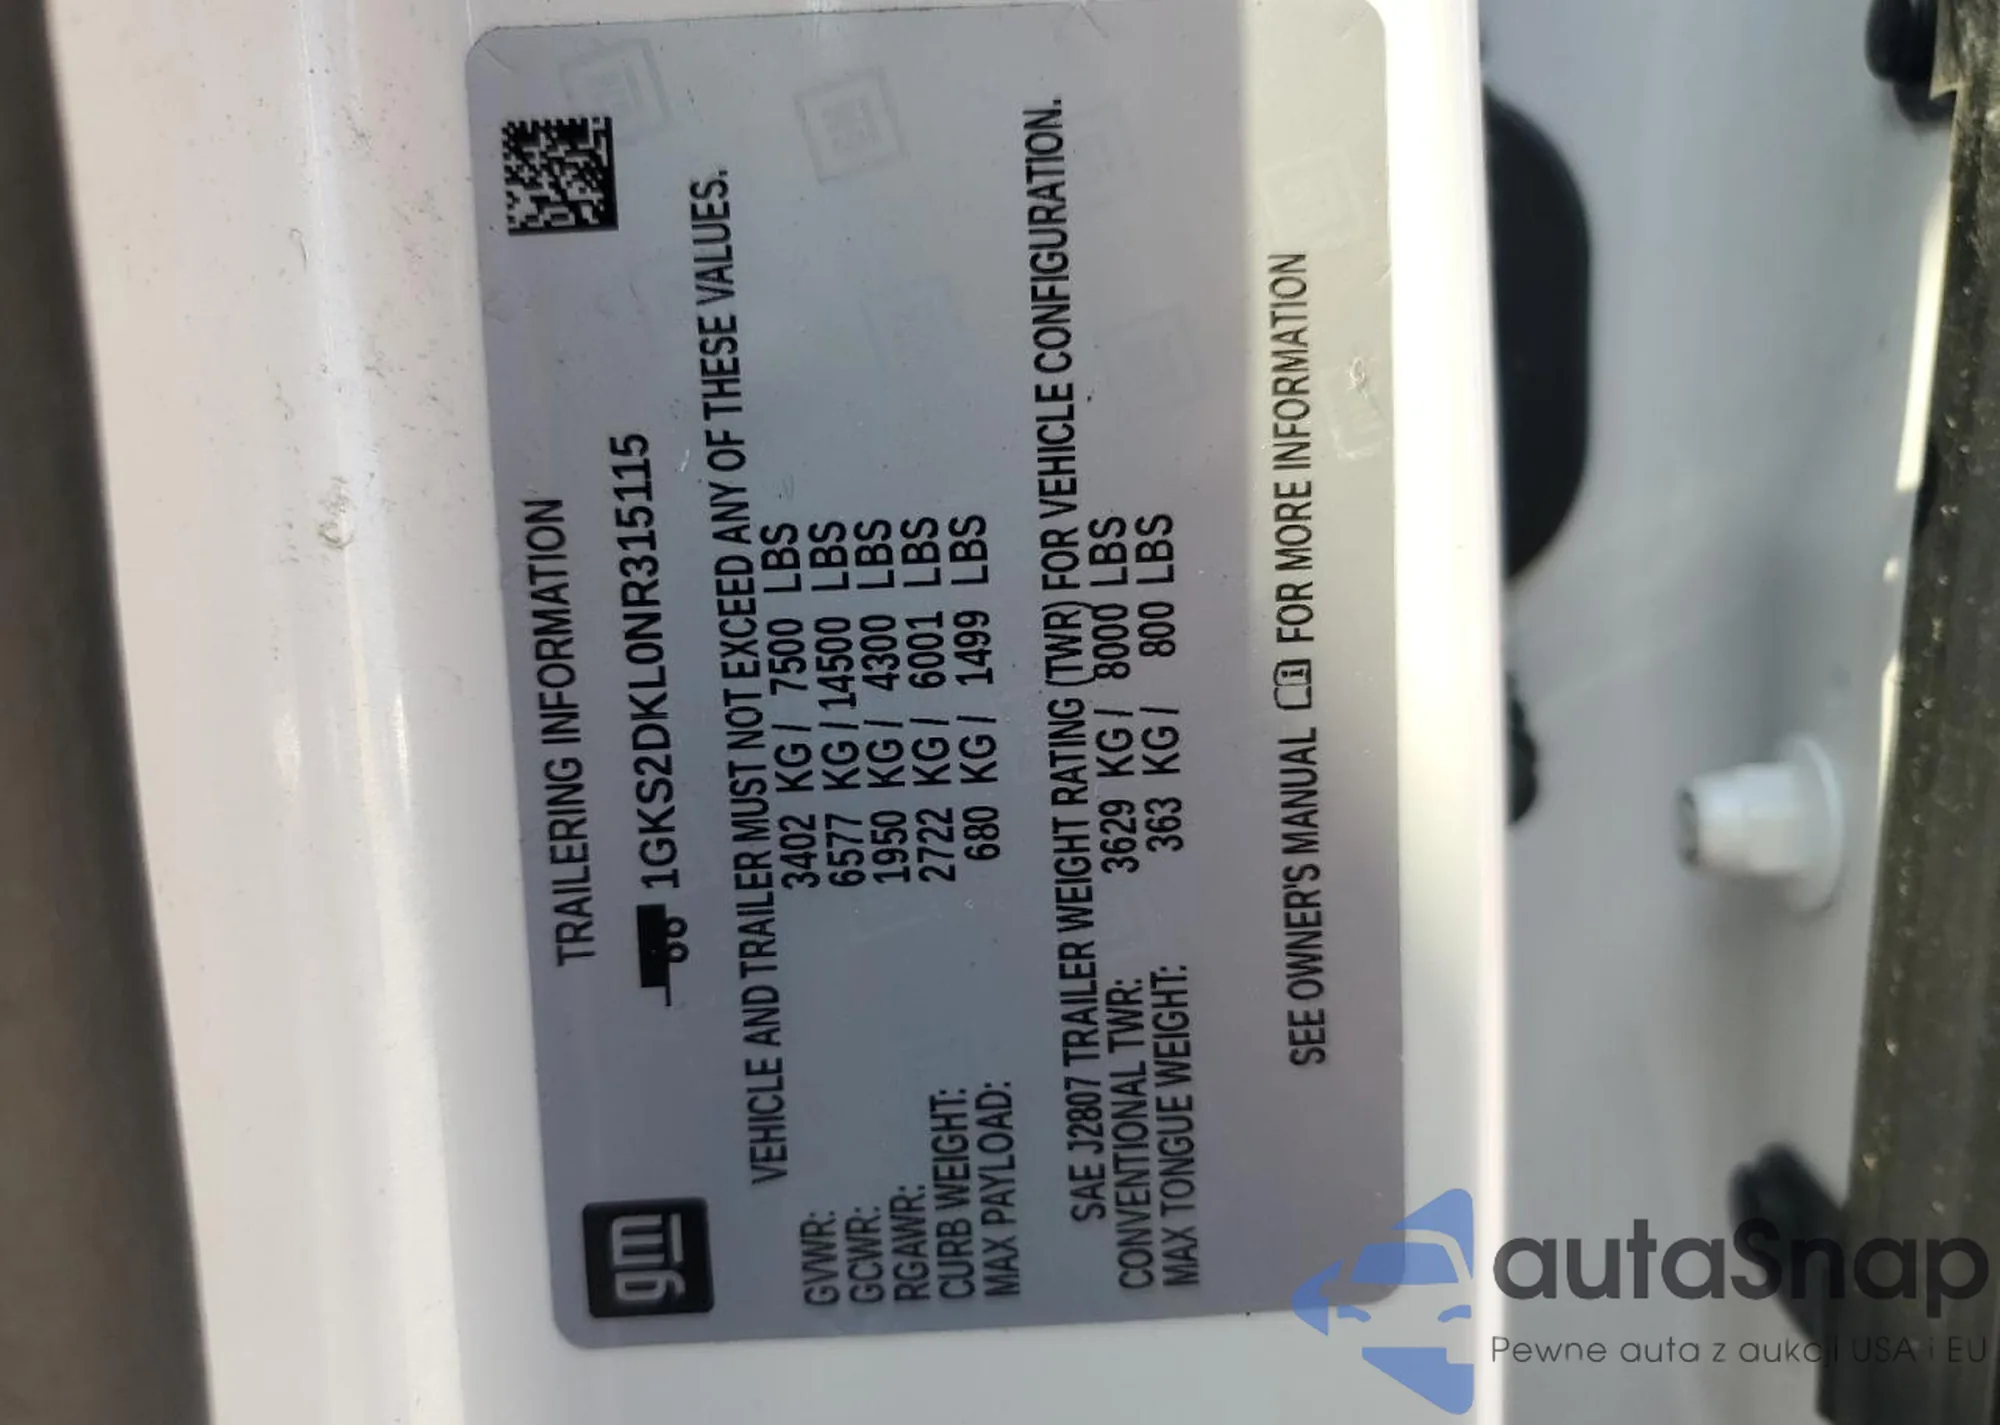 gm
TRAILERING INFORMATION
1GKS2DKL0NR315115
VEHICLE AND TRAILER MUST NOT EXCEED ANY OF THESE VALUES.
GVWR: 3402 KG / 7500 LBS
GCWR: 6577 KG / 14500 LBS
RGAWR: 1950 KG / 4300 LBS
CURB WEIGHT: 2722 KG / 6001 LBS
MAX PAYLOAD: 680 KG / 1499 LBS
SAE J2807 TRAILER WEIGHT RATING (TWR) FOR VEHICLE CONFIGURATION.
CONVENTIONAL TWR: 3629 KG / 8000 LBS
MAX TONGUE WEIGHT: 363 KG / 800 LBS
SEE OWNER'S MANUAL FOR MORE INFORMATION
autaSnap
Pewne auta z aukcji USA i EU